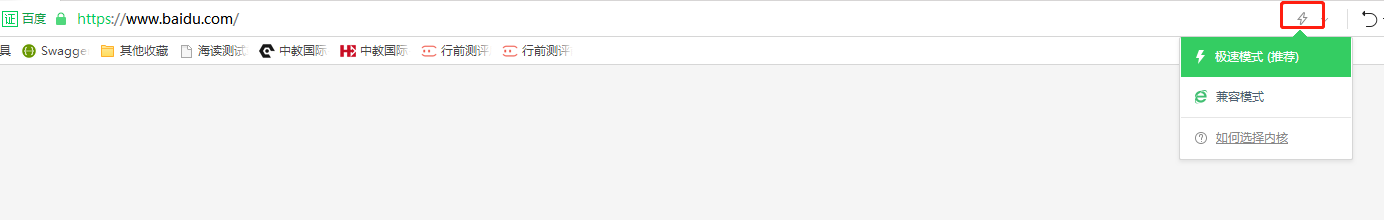 证 百度 https://www.baidu.com/
具 Swagge 其他收藏 海读测试 中教国际 中教国际 行前测评 行前测评
极速模式 (推荐)
兼容模式
如何选择内核